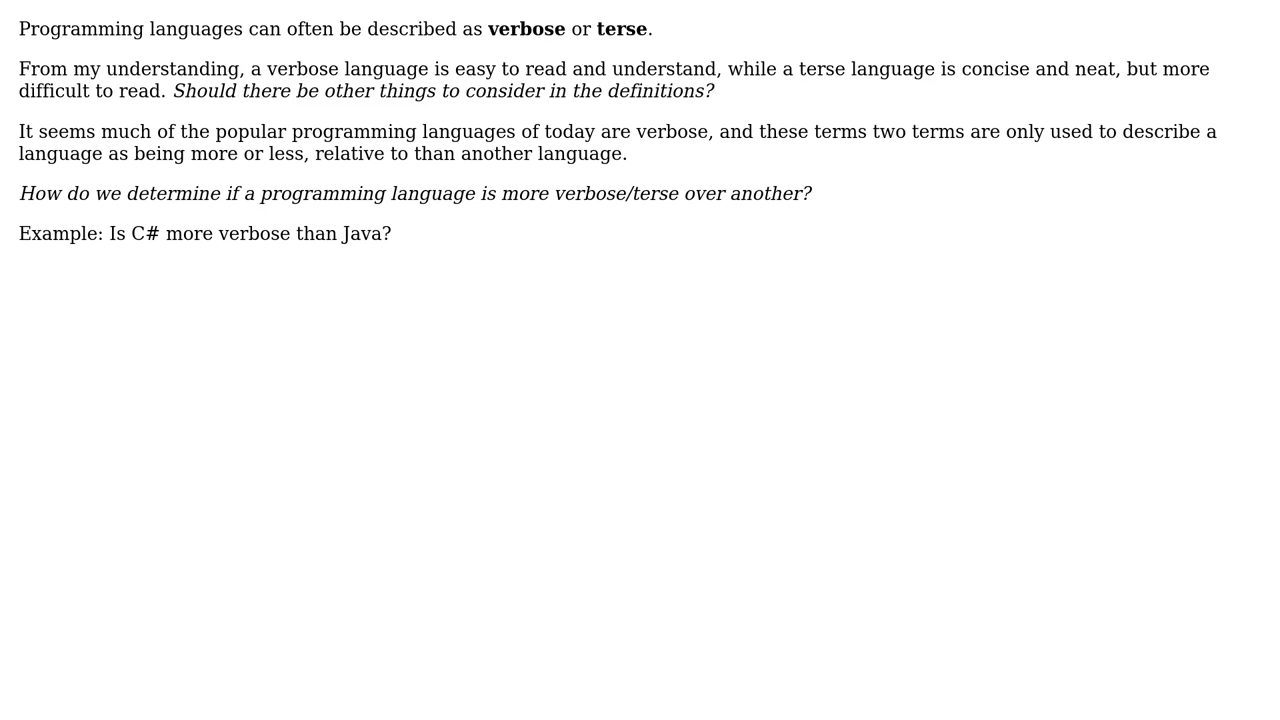 Programming languages can often be described as verbose or terse.
From my understanding, a verbose language is easy to read and understand, while a terse language is concise and neat, but more
difficult to read. Should there be other things to consider in the definitions?
It seems much of the popular programming languages of today are verbose, and these terms two terms are only used to describe a
language as being more or less, relative to than another language.
How do we determine if a programming language is more verbose/terse over another?
Example: Is C# more verbose than Java?